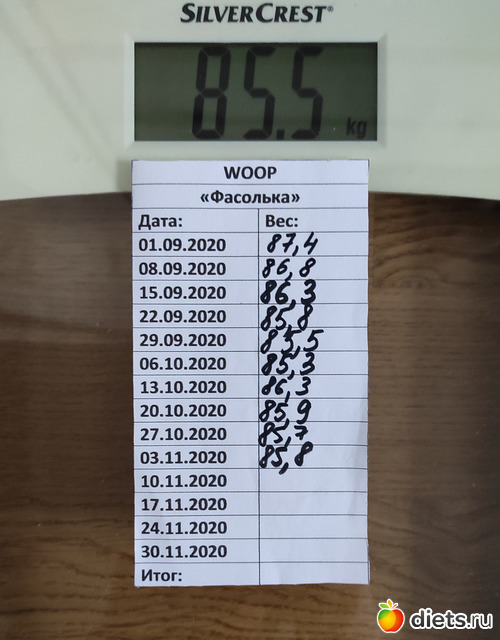 SILVERCREST®
85.5 kg
WOOP
«Фасолька»
Дата: Вес:
01.09.2020 87,4
08.09.2020 86,8
15.09.2020 86,3
22.09.2020 85,8
29.09.2020 85,5
06.10.2020 85,3
13.10.2020 86,3
20.10.2020 85,9
27.10.2020 85,7
03.11.2020 85,8
10.11.2020
17.11.2020
24.11.2020
30.11.2020
Итог:
diets.ru